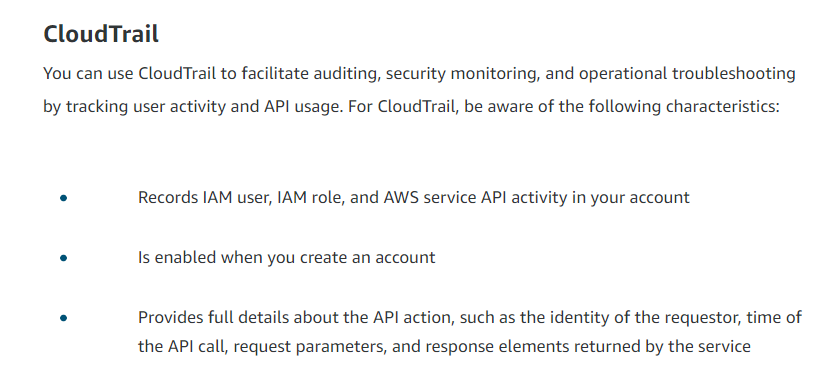 CloudTrail
You can use CloudTrail to facilitate auditing, security monitoring, and operational troubleshooting
by tracking user activity and API usage. For CloudTrail, be aware of the following characteristics:
• Records IAM user, IAM role, and AWS service API activity in your account
• Is enabled when you create an account
• Provides full details about the API action, such as the identity of the requestor, time of
the API call, request parameters, and response elements returned by the service